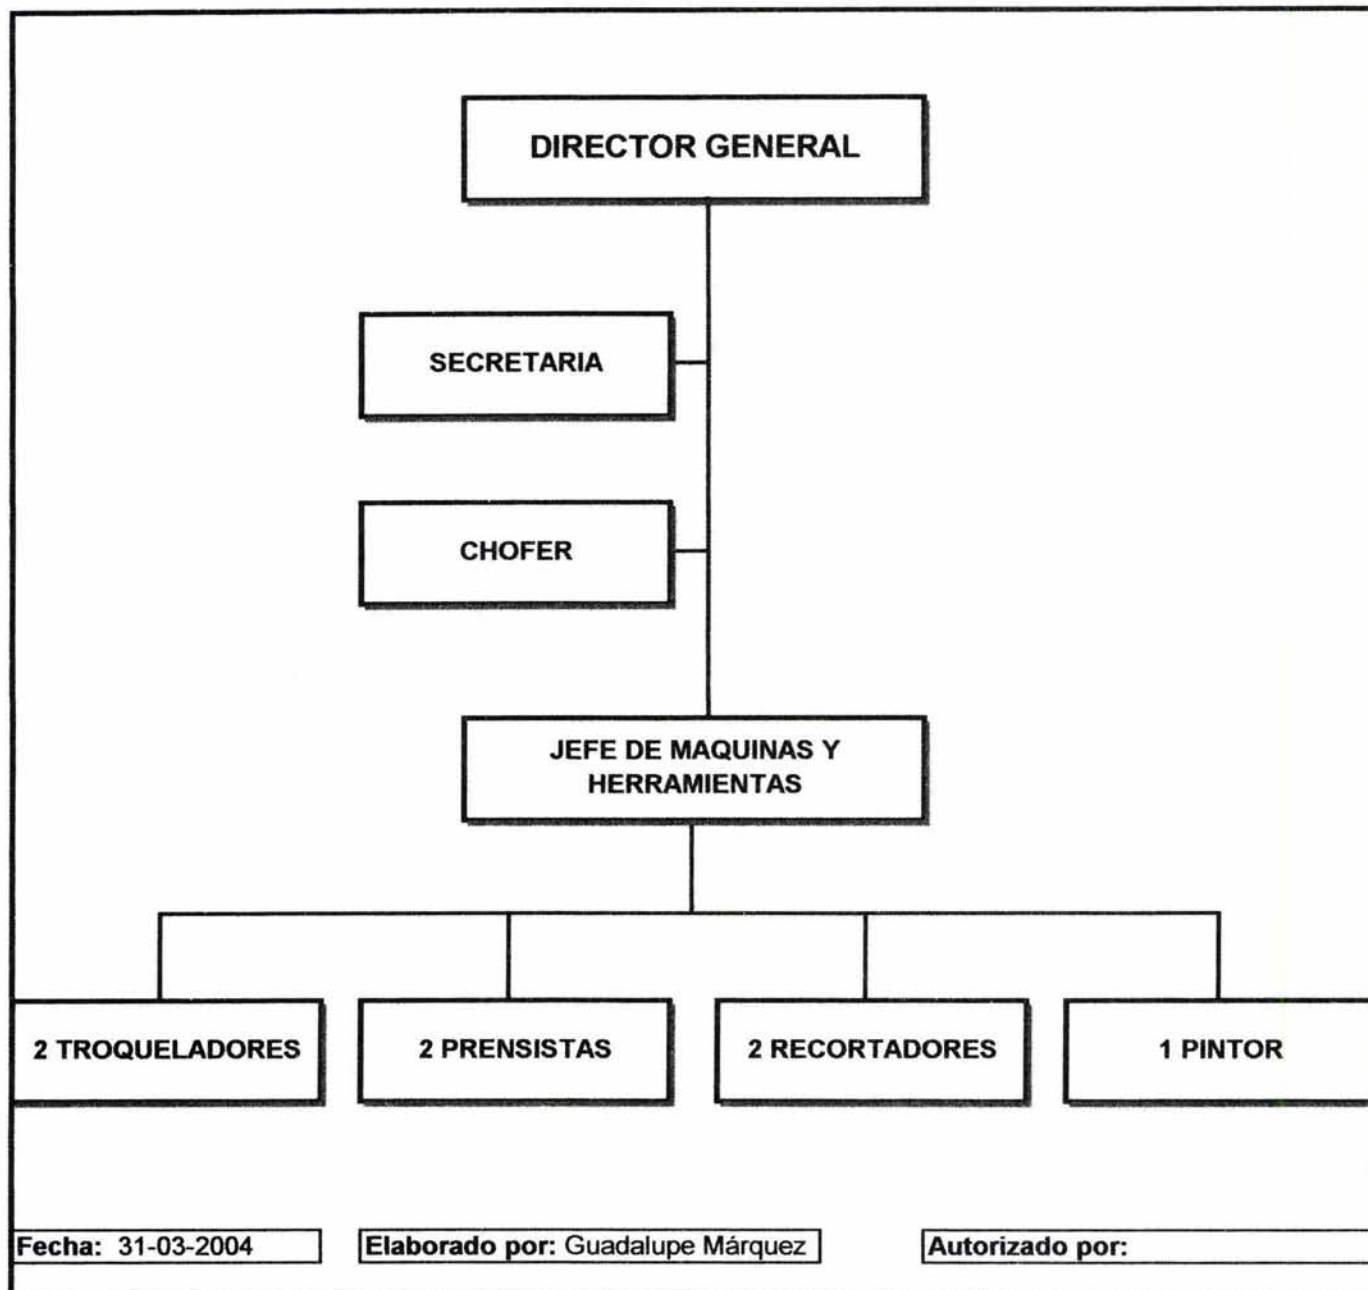 DIRECTOR GENERAL
SECRETARIA
CHOFER
JEFE DE MAQUINAS Y
HERRAMIENTAS
2 TROQUELADORES
2 PRENSISTAS
2 RECORTADORES
1 PINTOR
Fecha: 31-03-2004
Elaborado por: Guadalupe Márquez
Autorizado por: